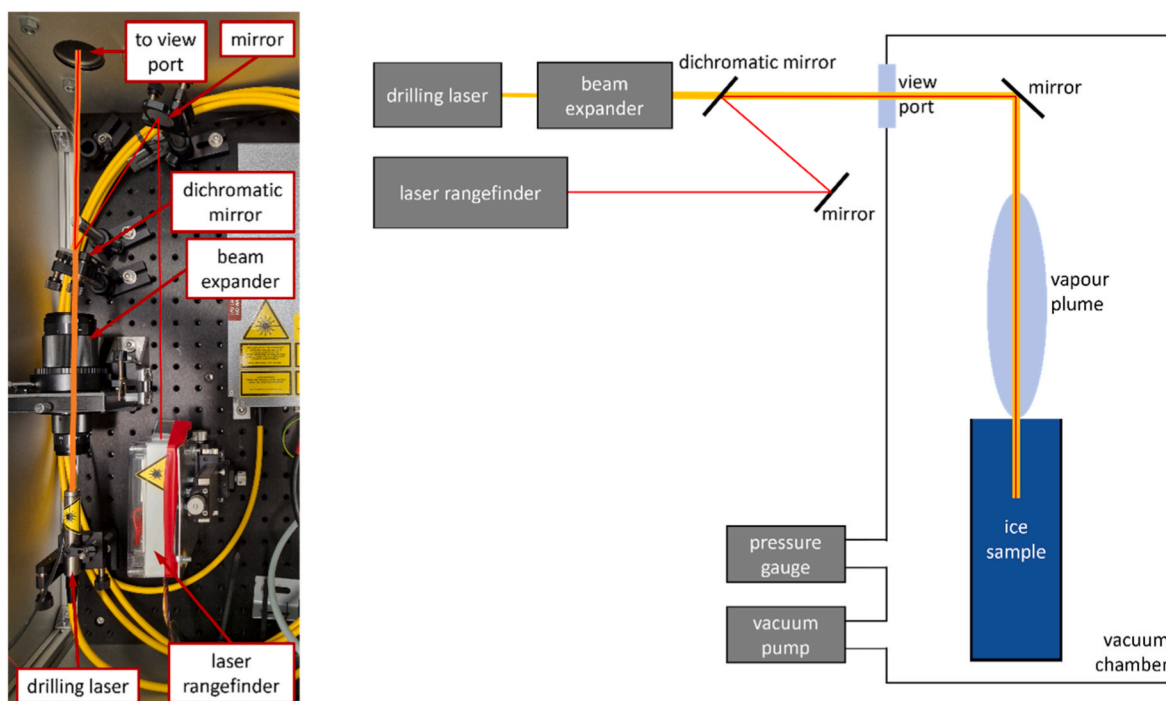 to view
port
mirror
dichromatic
mirror
beam
expander
drilling laser
laser
rangefinder
drilling laser
beam
expander
dichromatic mirror
laser rangefinder
mirror
view
port
mirror
vapour
plume
ice
sample
pressure
gauge
vacuum
pump
vacuum
chamber